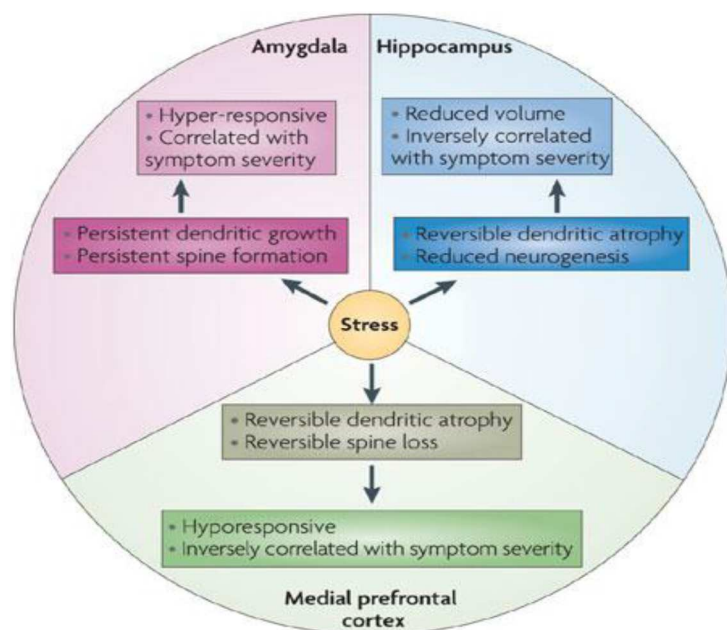 Amygdala
Hippocampus
• Hyper-responsive
• Correlated with
symptom severity
• Reduced volume
• Inversely correlated
with symptom severity
• Persistent dendritic growth
• Persistent spine formation
• Reversible dendritic atrophy
• Reduced neurogenesis
Stress
• Reversible dendritic atrophy
• Reversible spine loss
• Hyporesponsive
• Inversely correlated with symptom severity
Medial prefrontal
cortex